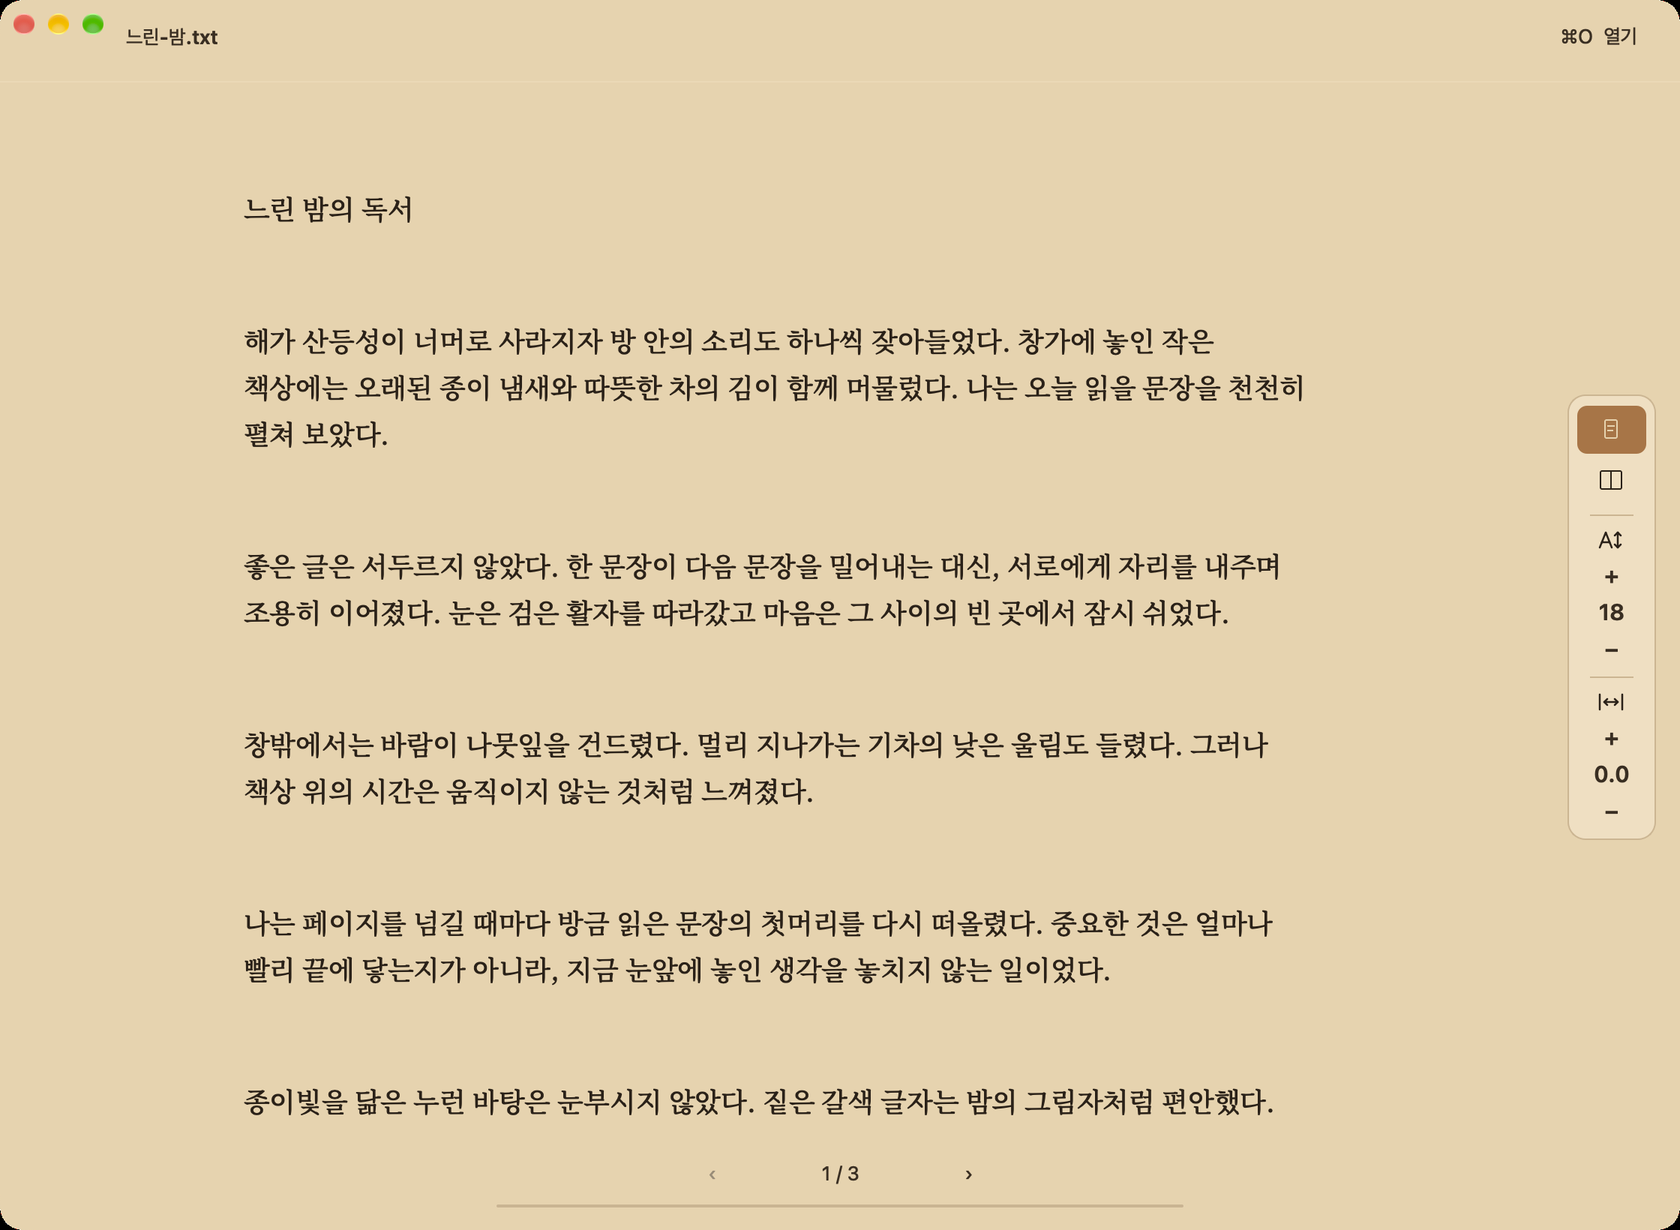 느린-밤.txt
⌘O 열기
느린 밤의 독서
해가 산등성이 너머로 사라지자 방 안의 소리도 하나씩 잦아들었다. 창가에 놓인 작은
책상에는 오래된 종이 냄새와 따뜻한 차의 김이 함께 머물렀다. 나는 오늘 읽을 문장을 천천히
펼쳐 보았다.
좋은 글은 서두르지 않았다. 한 문장이 다음 문장을 밀어내는 대신, 서로에게 자리를 내주며
조용히 이어졌다. 눈은 검은 활자를 따라갔고 마음은 그 사이의 빈 곳에서 잠시 쉬었다.
창밖에서는 바람이 나뭇잎을 건드렸다. 멀리 지나가는 기차의 낮은 울림도 들렸다. 그러나
책상 위의 시간은 움직이지 않는 것처럼 느껴졌다.
나는 페이지를 넘길 때마다 방금 읽은 문장의 첫머리를 다시 떠올렸다. 중요한 것은 얼마나
빨리 끝에 닿는지가 아니라, 지금 눈앞에 놓인 생각을 놓치지 않는 일이었다.
종이빛을 닮은 누런 바탕은 눈부시지 않았다. 짙은 갈색 글자는 밤의 그림자처럼 편안했다.
A↕
+
18
−
+
0.0
−
‹ 1 / 3 ›